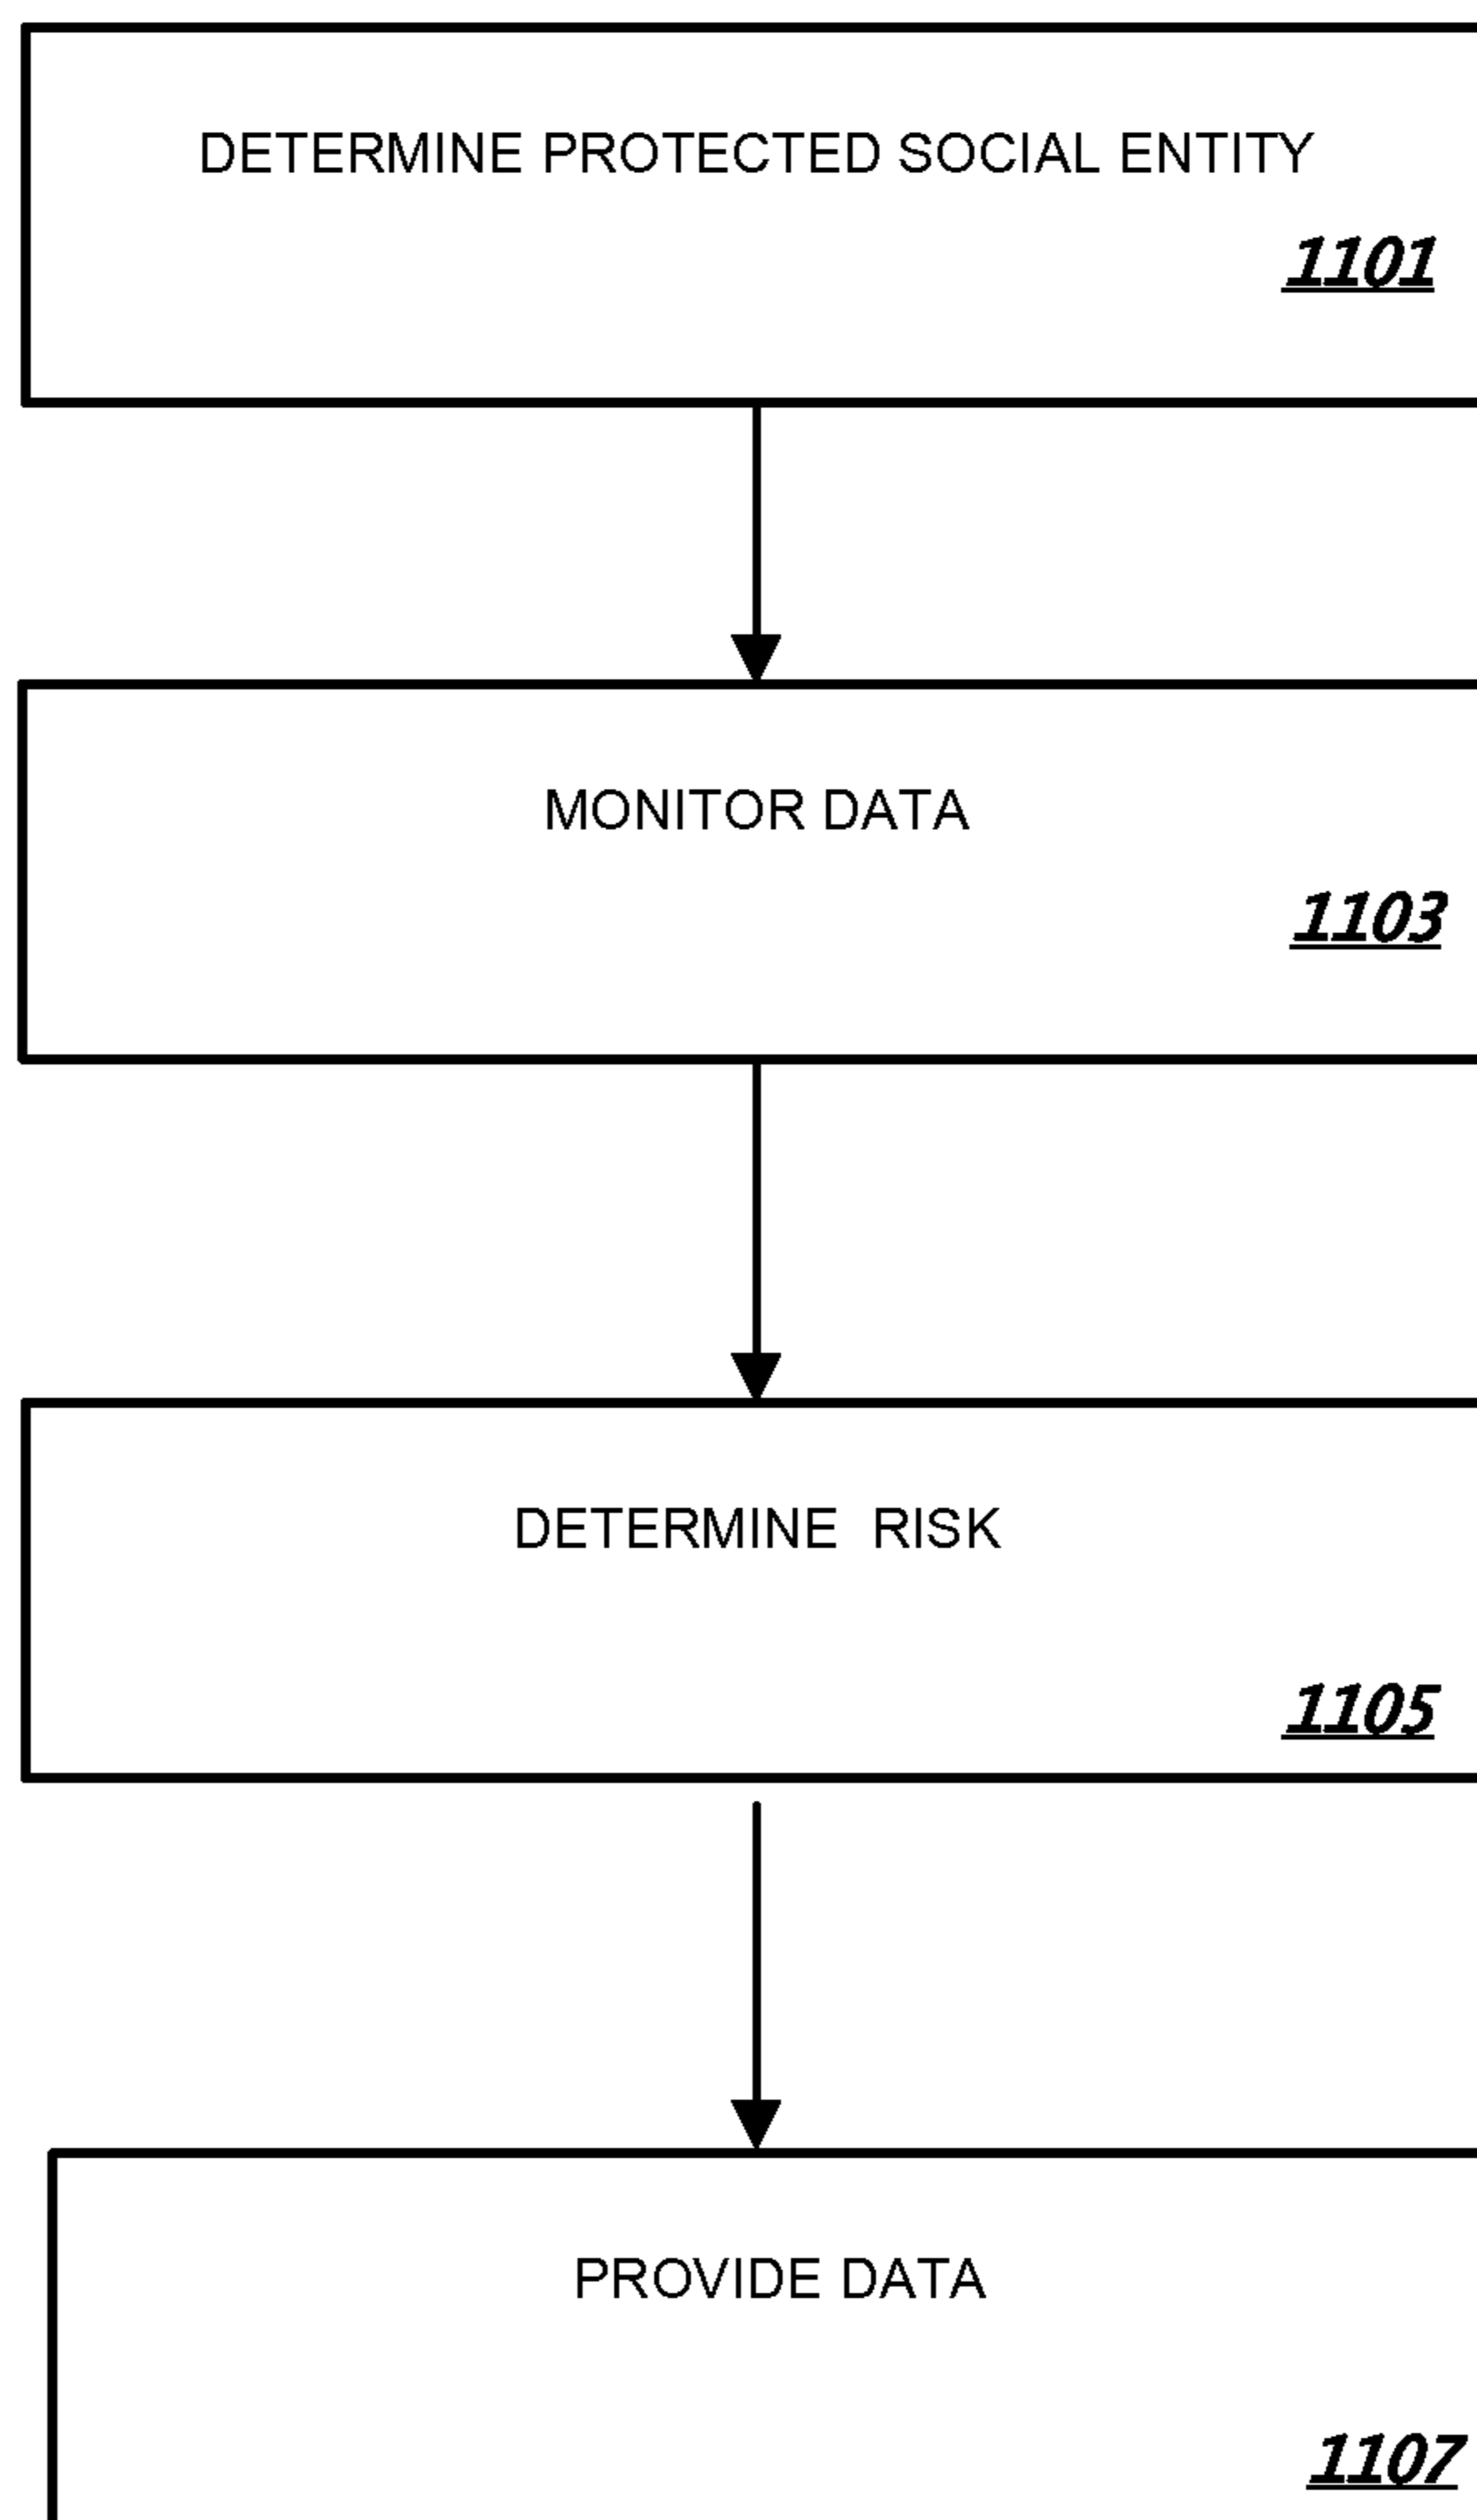 DETERMINE PROTECTED SOCIAL ENTITY
1101
MONITOR DATA
1103
DETERMINE RISK
1105
PROVIDE DATA
1107